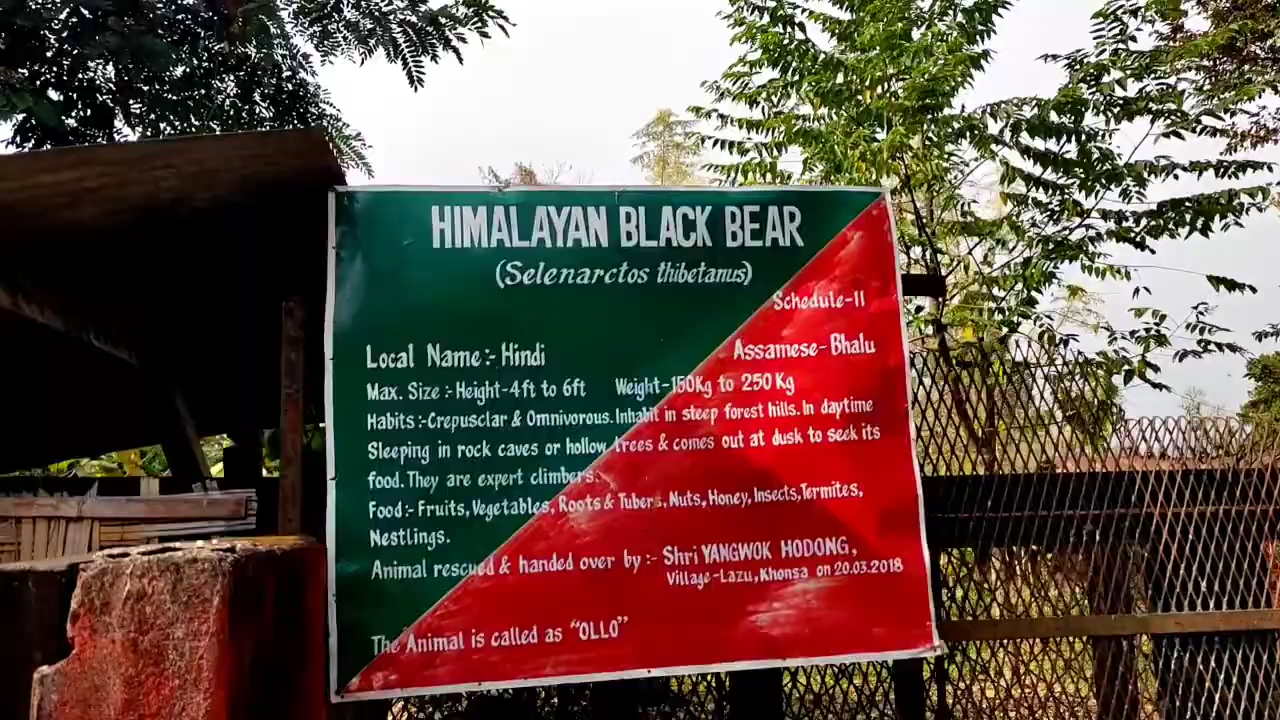 HIMALAYAN BLACK BEAR
(Selenarctos thibetanus)
Schedule-II
Local Name:- Hindi Assamese-Bhalu
Max. Size :- Height-4ft to 6ft Weight-150Kg to 250Kg
Habits :-Crepusclar & Omnivorous. Inhabit in steep forest hills. In daytime
Sleeping in rock caves or hollow trees & comes out at dusk to seek its
food. They are expert climbers.
Food:- Fruits, Vegetables, Roots & Tubers, Nuts, Honey, Insects, Termites,
Nestlings.
Animal rescued & handed over by :- Shri YANGWOK HODONG,
Village-Lazu, Khonsa on 20.03.2018
The Animal is called as "OLLO"